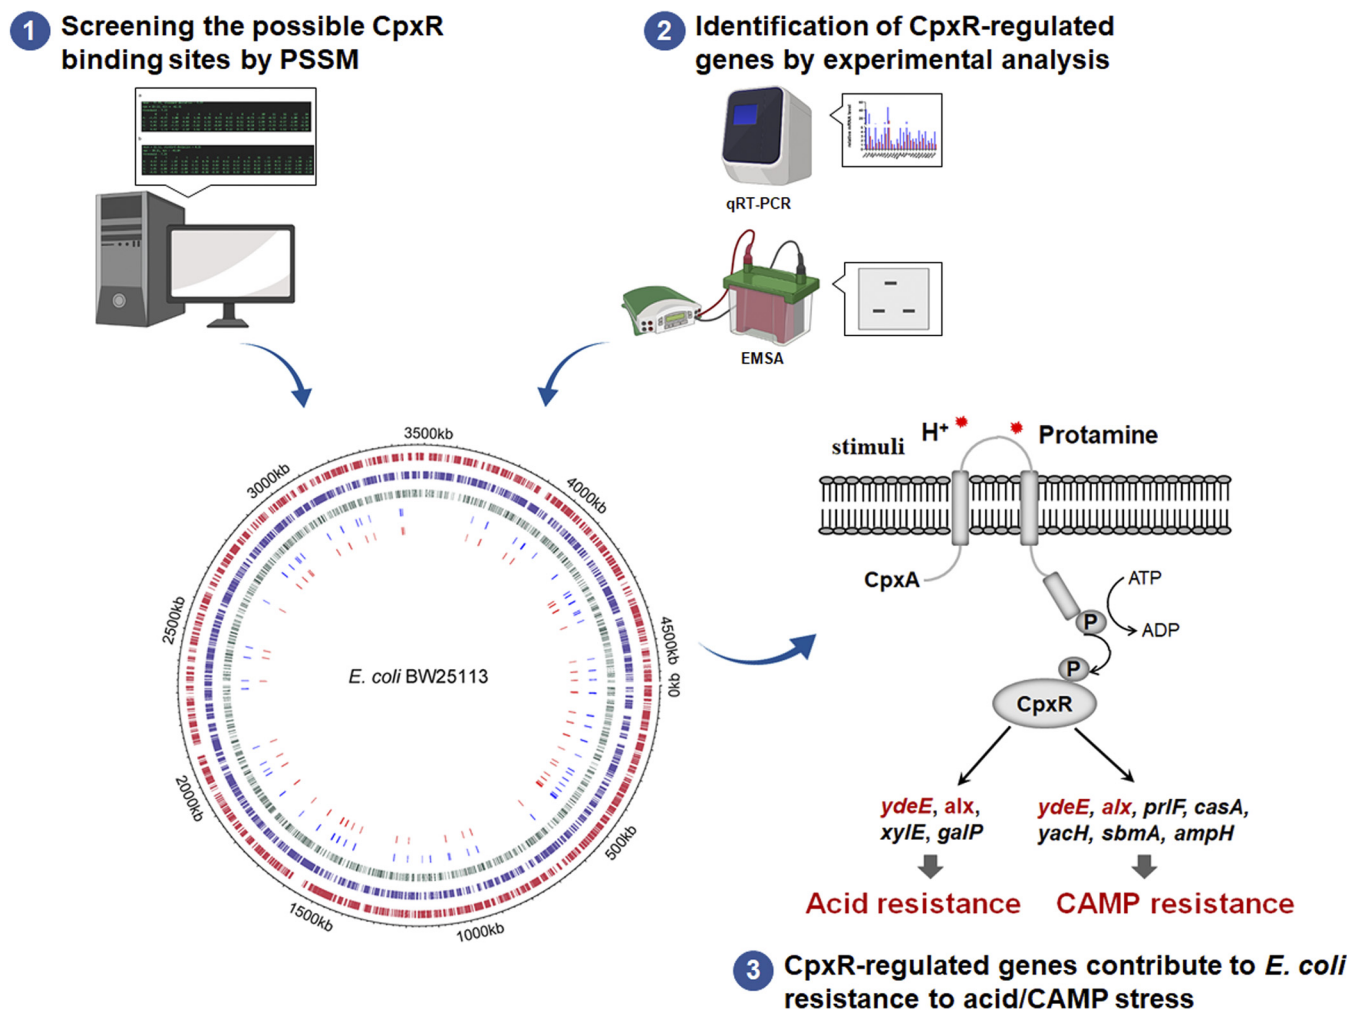 1 Screening the possible CpxR
binding sites by PSSM
2 Identification of CpxR-regulated
genes by experimental analysis
relative mRNA level
qRT-PCR
EMSA
3500kb
3000kb
4000kb
2500kb
4500kb
0kb
E. coli BW25113
2000kb
500kb
1500kb
1000kb
stimuli
H+
Protamine
CpxA
ATP
P
ADP
P
CpxR
ydeE, alx,
xylE, galP
ydeE, alx, prlF, casA,
yacH, sbmA, ampH
Acid resistance
CAMP resistance
3 CpxR-regulated genes contribute to E. coli
resistance to acid/CAMP stress